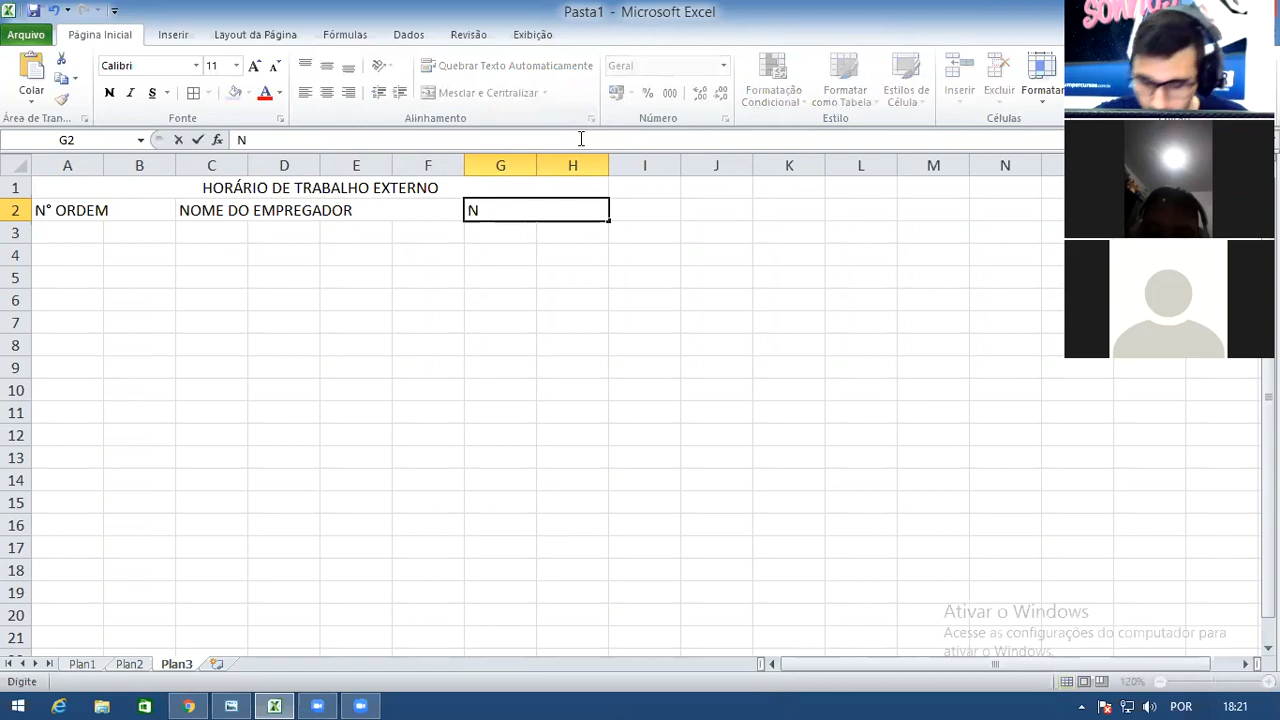 Pasta1 - Microsoft Excel
Arquivo
Página Inicial
Inserir
Layout da Página
Fórmulas
Dados
Revisão
Exibição
Colar
Calibri
11
N I S
Quebrar Texto Automaticamente
Mesclar e Centralizar
Geral
% 000
Formatação Condicional
Formatar como Tabela
Estilos de Célula
Inserir
Excluir
Formatar
Área de Tran...
Fonte
Alinhamento
Número
Estilo
Células
G2
fx
N
A B C D E F G H I J K L M N
1 HORÁRIO DE TRABALHO EXTERNO
2 N° ORDEM NOME DO EMPREGADOR N
3
4
5
6
7
8
9
10
11
12
13
14
15
16
17
18
19
20
21
Ativar o Windows
Acesse as configurações do computador para
ativar o Windows.
Plan1
Plan2
Plan3
Digite
120%
POR
18:21